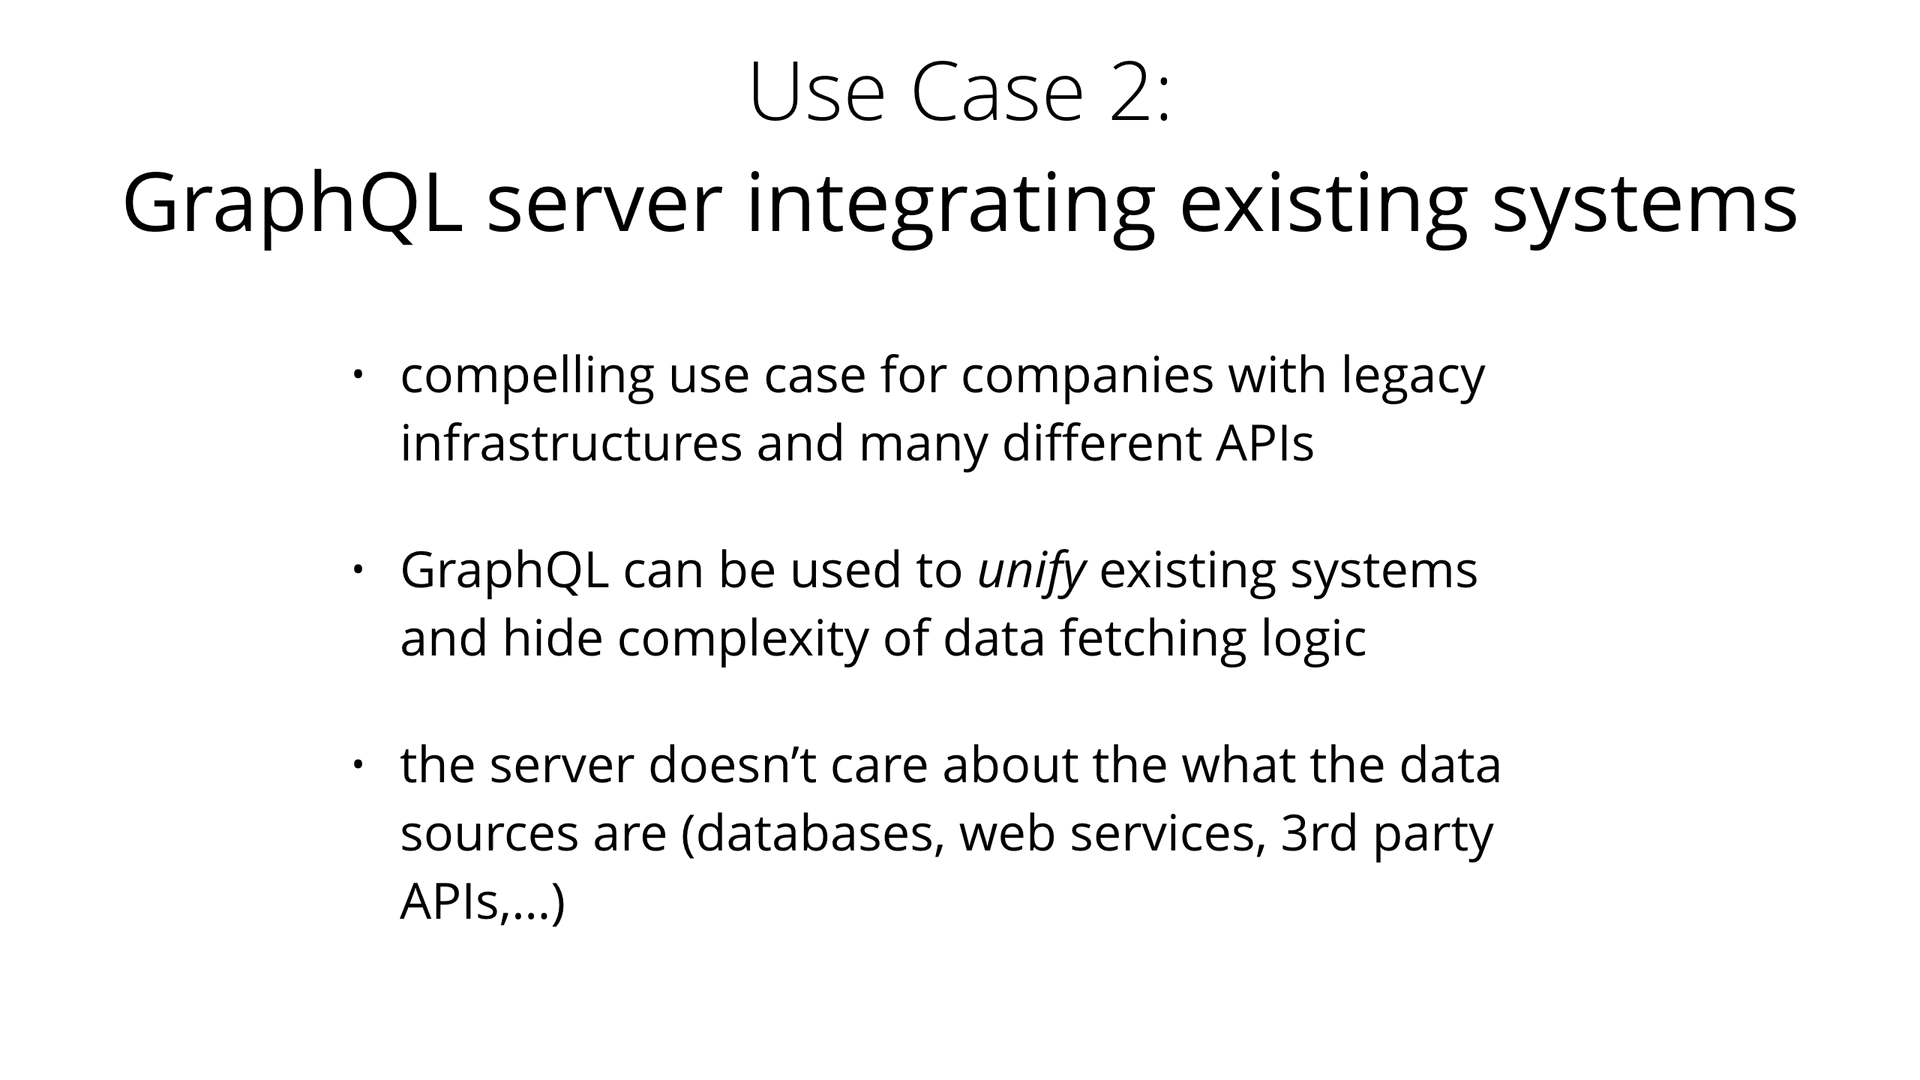 Use Case 2:
GraphQL server integrating existing systems
• compelling use case for companies with legacy
infrastructures and many different APIs
• GraphQL can be used to unify existing systems
and hide complexity of data fetching logic
• the server doesn’t care about the what the data
sources are (databases, web services, 3rd party
APIs,…)